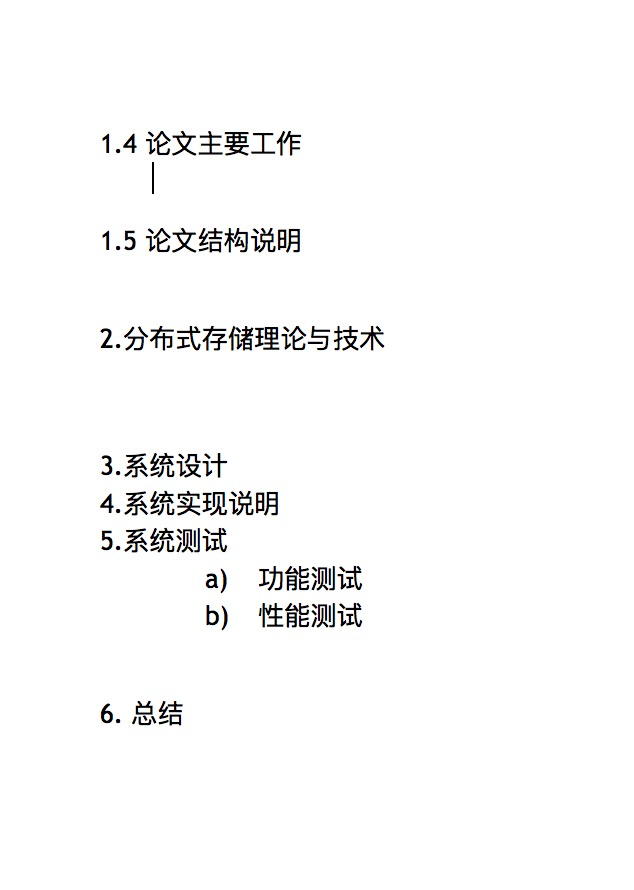 1.4 论文主要工作
1.5 论文结构说明
2.分布式存储理论与技术
3.系统设计
4.系统实现说明
5.系统测试
a) 功能测试
b) 性能测试
6. 总结